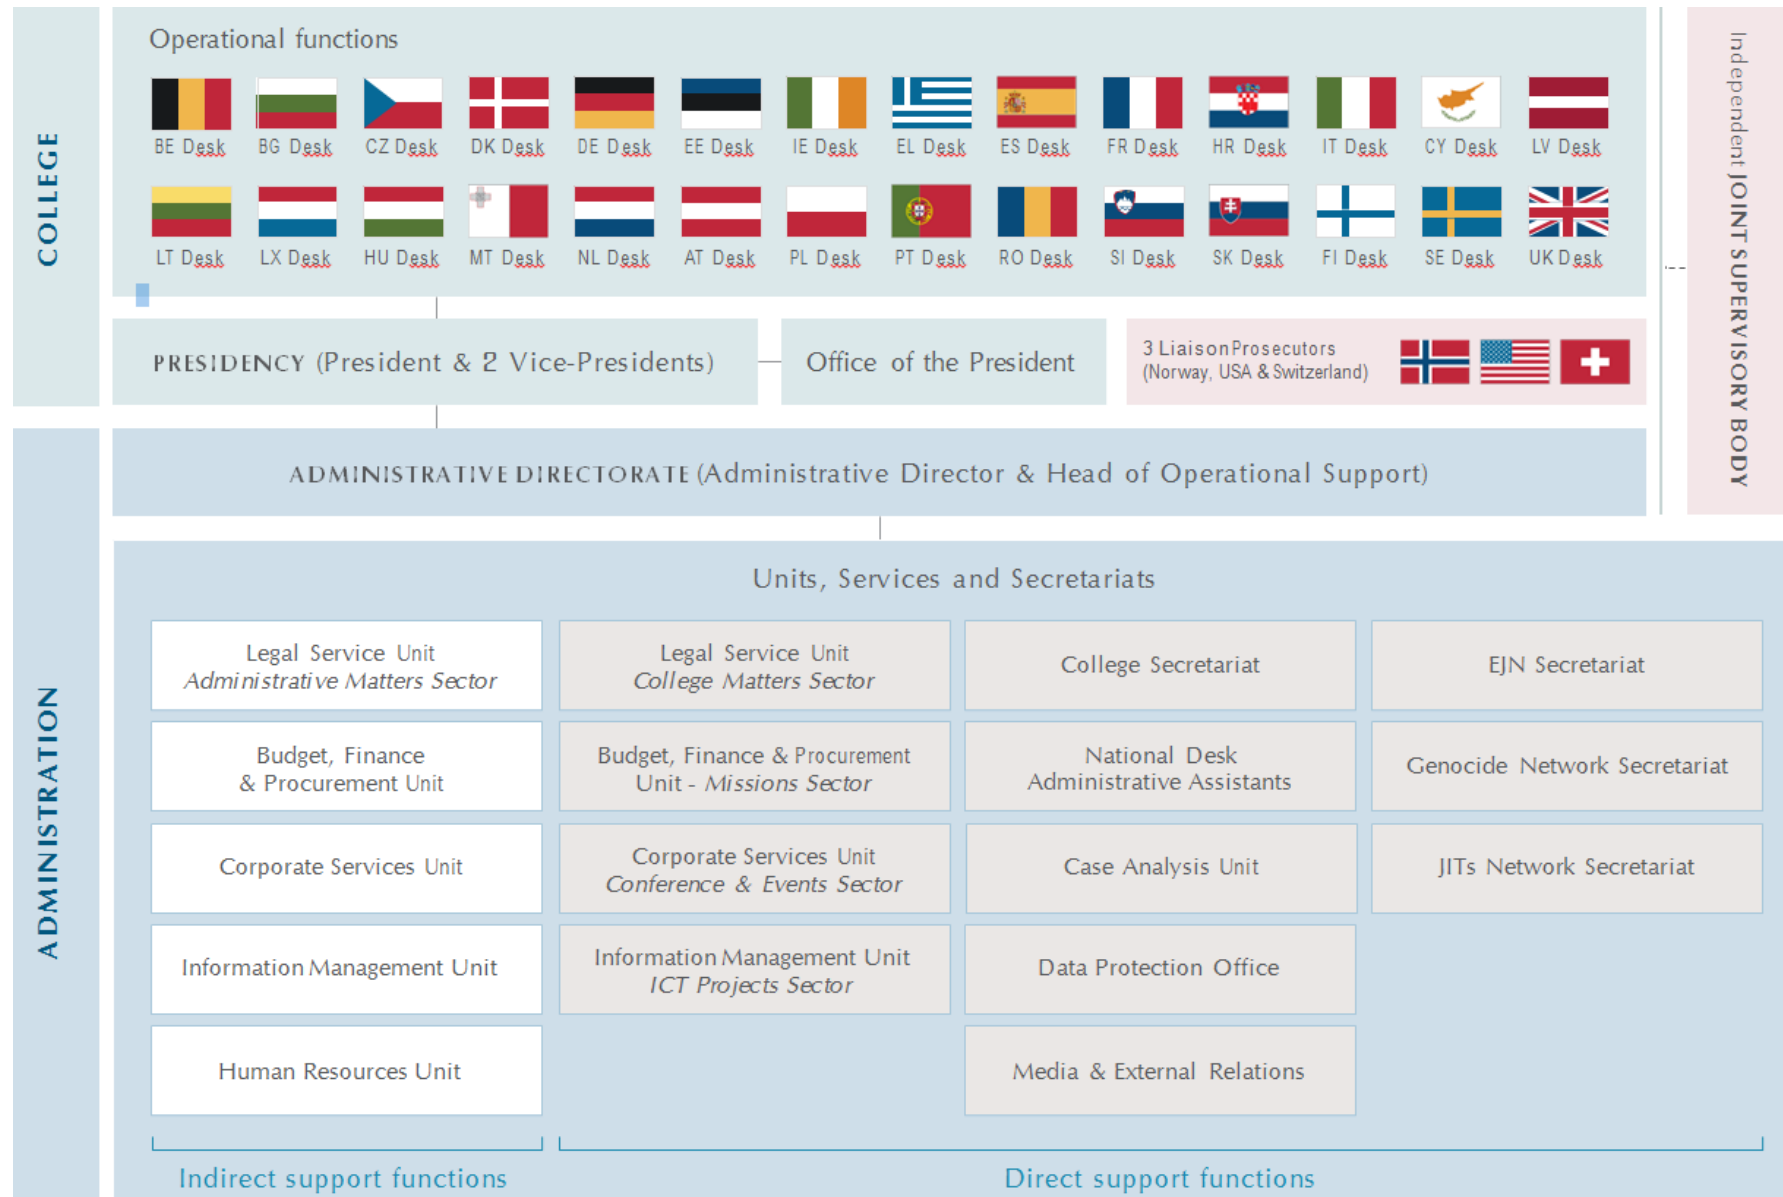 COLLEGE
Operational functions
BE Desk BG Desk CZ Desk DK Desk DE Desk EE Desk IE Desk EL Desk ES Desk FR Desk HR Desk IT Desk CY Desk LV Desk
LT Desk LX Desk HU Desk MT Desk NL Desk AT Desk PL Desk PT Desk RO Desk SI Desk SK Desk FI Desk SE Desk UK Desk
PRESIDENCY (President & 2 Vice-Presidents)
Office of the President
3 Liaison Prosecutors
(Norway, USA & Switzerland)
Independent JOINT SUPERVISORY BODY
ADMINISTRATION
ADMINISTRATIVE DIRECTORATE (Administrative Director & Head of Operational Support)
Units, Services and Secretariats
Legal Service Unit
Administrative Matters Sector
Budget, Finance
& Procurement Unit
Corporate Services Unit
Information Management Unit
Human Resources Unit
Legal Service Unit
College Matters Sector
Budget, Finance & Procurement
Unit - Missions Sector
Corporate Services Unit
Conference & Events Sector
Information Management Unit
ICT Projects Sector
College Secretariat
National Desk
Administrative Assistants
Case Analysis Unit
Data Protection Office
Media & External Relations
EJN Secretariat
Genocide Network Secretariat
JITs Network Secretariat
Indirect support functions
Direct support functions